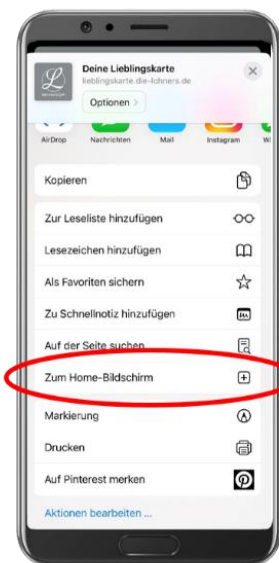 Deine Lieblingskarte
lieblingskarte.die-lohners.de
Optionen >
AirDrop
Nachrichten
Mail
Instagram
Kopieren
Zur Leseliste hinzufügen
Lesezeichen hinzufügen
Als Favoriten sichern
Zu Schnellnotiz hinzufügen
Auf der Seite suchen
Zum Home-Bildschirm
Markierung
Drucken
Auf Pinterest merken
Aktionen bearbeiten ...